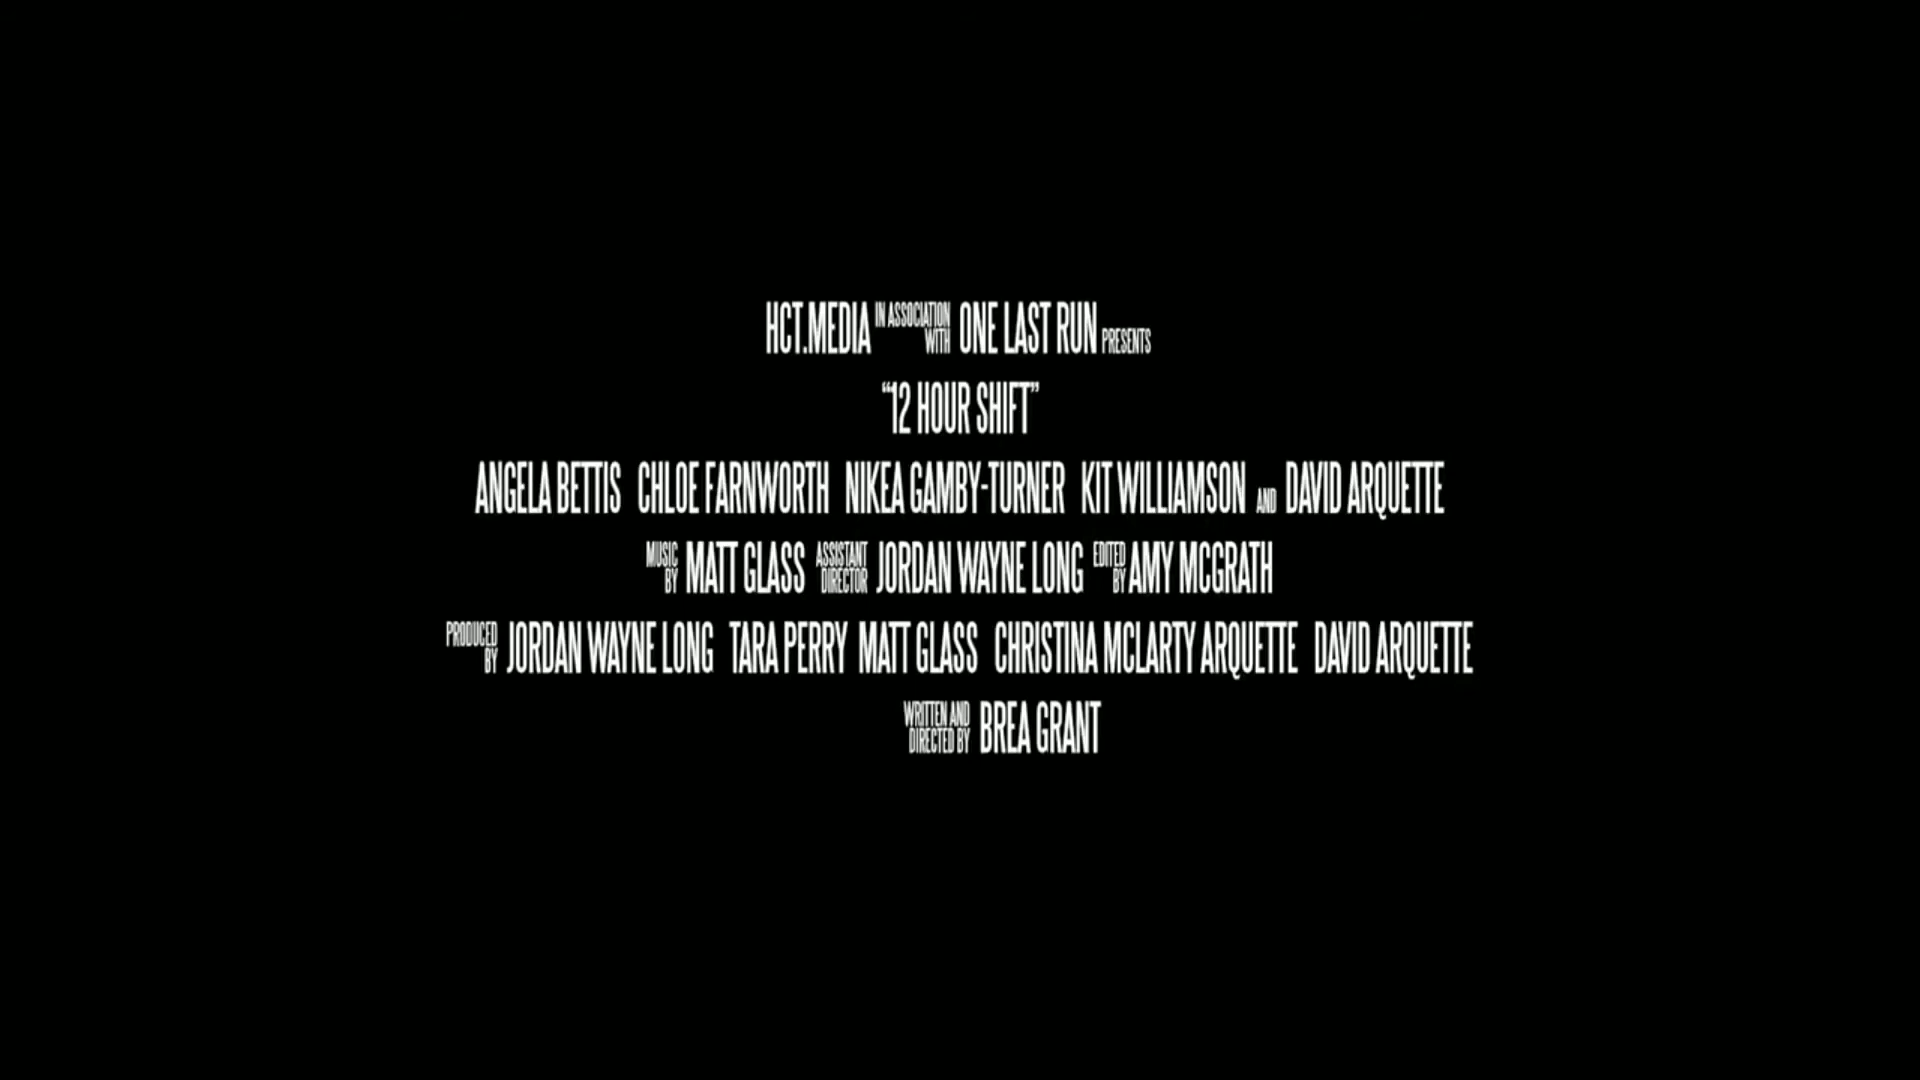 HCT.MEDIA IN ASSOCIATION WITH ONE LAST RUN PRESENTS
“12 HOUR SHIFT”
ANGELA BETTIS CHLOE FARNWORTH NIKEA GAMBY-TURNER KIT WILLIAMSON AND DAVID ARQUETTE
MUSIC BY MATT GLASS ASSISTANT DIRECTOR JORDAN WAYNE LONG EDITED BY AMY MCGRATH
PRODUCED BY JORDAN WAYNE LONG TARA PERRY MATT GLASS CHRISTINA MCLARTY ARQUETTE DAVID ARQUETTE
WRITTEN AND DIRECTED BY BREA GRANT